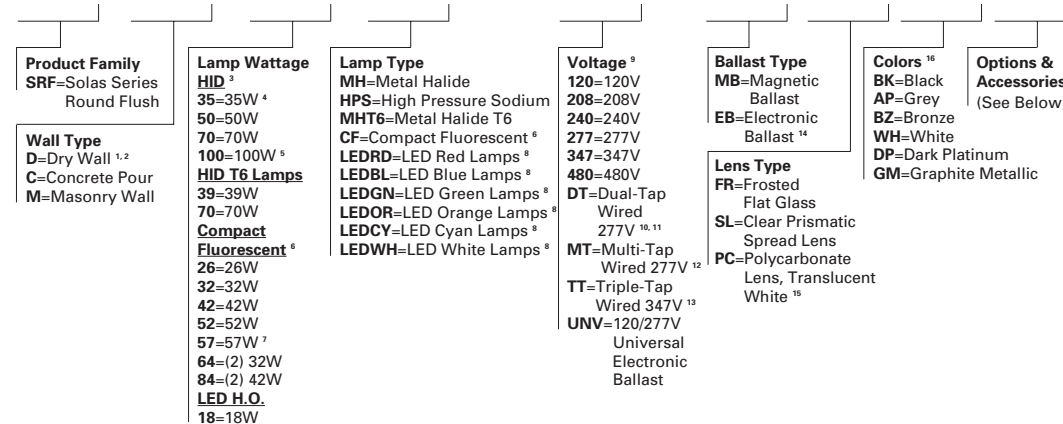 Product Family
SRF=Solas Series
Round Flush
Wall Type
D=Dry Wall 1, 2
C=Concrete Pour
M=Masonry Wall
Lamp Wattage
HID 3
35=35W 4
50=50W
70=70W
100=100W 5
HID T6 Lamps
39=39W
70=70W
Compact
Fluorescent 6
26=26W
32=32W
42=42W
52=52W
57=57W 7
64=(2) 32W
84=(2) 42W
LED H.O.
18=18W
Lamp Type
MH=Metal Halide
HPS=High Pressure Sodium
MHT6=Metal Halide T6
CF=Compact Fluorescent 6
LEDRD=LED Red Lamps 8
LEDBL=LED Blue Lamps 8
LEDGN=LED Green Lamps 8
LEDOR=LED Orange Lamps 8
LEDCY=LED Cyan Lamps 8
LEDWH=LED White Lamps 8
Voltage 9
120=120V
208=208V
240=240V
277=277V
347=347V
480=480V
DT=Dual-Tap
Wired
277V 10, 11
MT=Multi-Tap
Wired 277V 12
TT=Triple-Tap
Wired 347V 13
UNV=120/277V
Universal
Electronic
Ballast
Ballast Type
MB=Magnetic
Ballast
EB=Electronic
Ballast 14
Lens Type
FR=Frosted
Flat Glass
SL=Clear Prismatic
Spread Lens
PC=Polycarbonate
Lens, Translucent
White 15
Colors 16
BK=Black
AP=Grey
BZ=Bronze
WH=White
DP=Dark Platinum
GM=Graphite Metallic
Options &
Accessories
(See Below